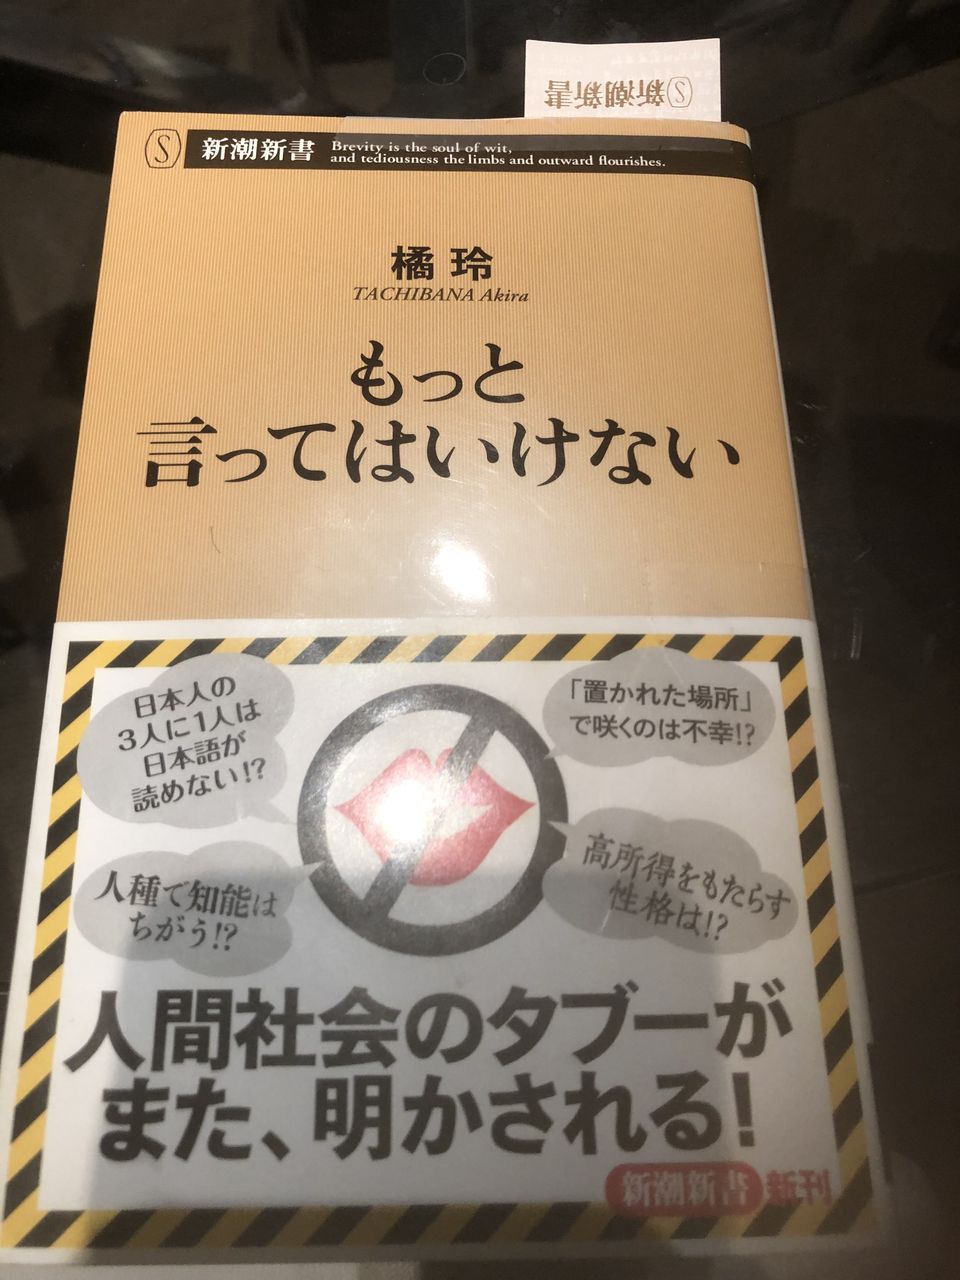 新潮新書
S
S
新潮新書
Brevity is the soul of wit,
and tediousness the limbs and outward flourishes.
橘 玲
TACHIBANA Akira
もっと
言ってはいけない
日本人の
3人に1人は
日本語が
読めない!?
「置かれた場所」
で咲くのは不幸!?
人種で知能は
ちがう!?
高所得をもたらす
性格は!?
人間社会のタブーが
また、明かされる!
新潮新書 新刊